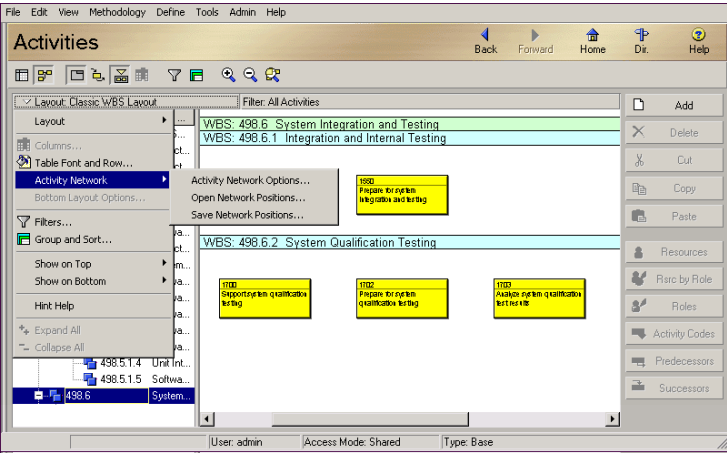 File Edit View Methodology Define Tools Admin Help
Activities
Back Forward Home Dir. Help
Layout: Classic WBS Layout
Filter: All Activities
Layout
...
Columns...
Table Font and Row...
Activity Network
Bottom Layout Options...
Filters...
Group and Sort...
Show on Top
Show on Bottom
Hint Help
Expand All
Collapse All
Activity Network Options...
Open Network Positions...
Save Network Positions...
498.5.1.4 Unit Int...
498.5.1.5 Softwa...
498.6 System...
WBS: 498.6 System Integration and Testing
WBS: 498.6.1 Integration and Internal Testing
Prepare for system
integration and testing
WBS: 498.6.2 System Qualification Testing
1700
Support system qualification
testing
1702
Prepare for system
qualification testing
1703
Analyze system qualification
test results
Add
Delete
Cut
Copy
Paste
Resources
Rsrc by Role
Roles
Activity Codes
Predecessors
Successors
User: admin
Access Mode: Shared
Type: Base